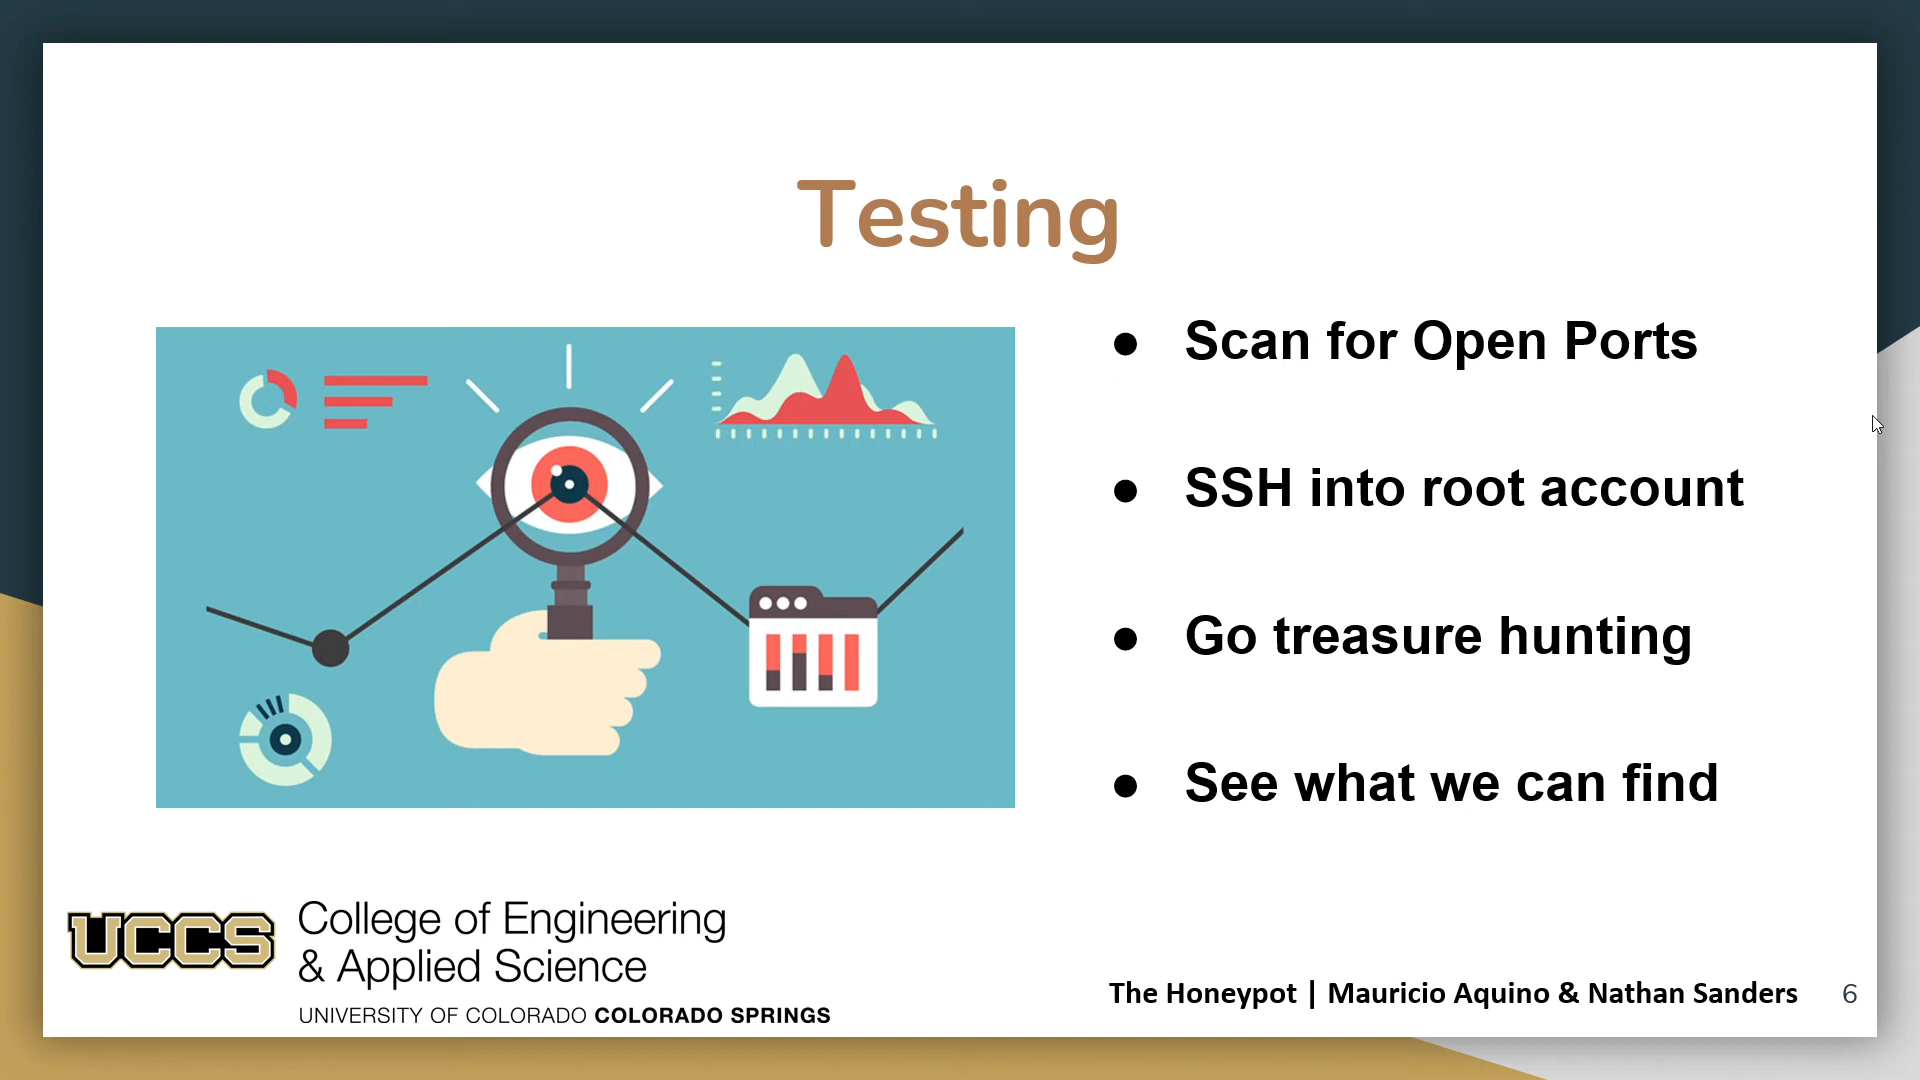 Testing
● Scan for Open Ports
● SSH into root account
● Go treasure hunting
● See what we can find
UCCS
College of Engineering
& Applied Science
UNIVERSITY OF COLORADO COLORADO SPRINGS
The Honeypot | Mauricio Aquino & Nathan Sanders
6